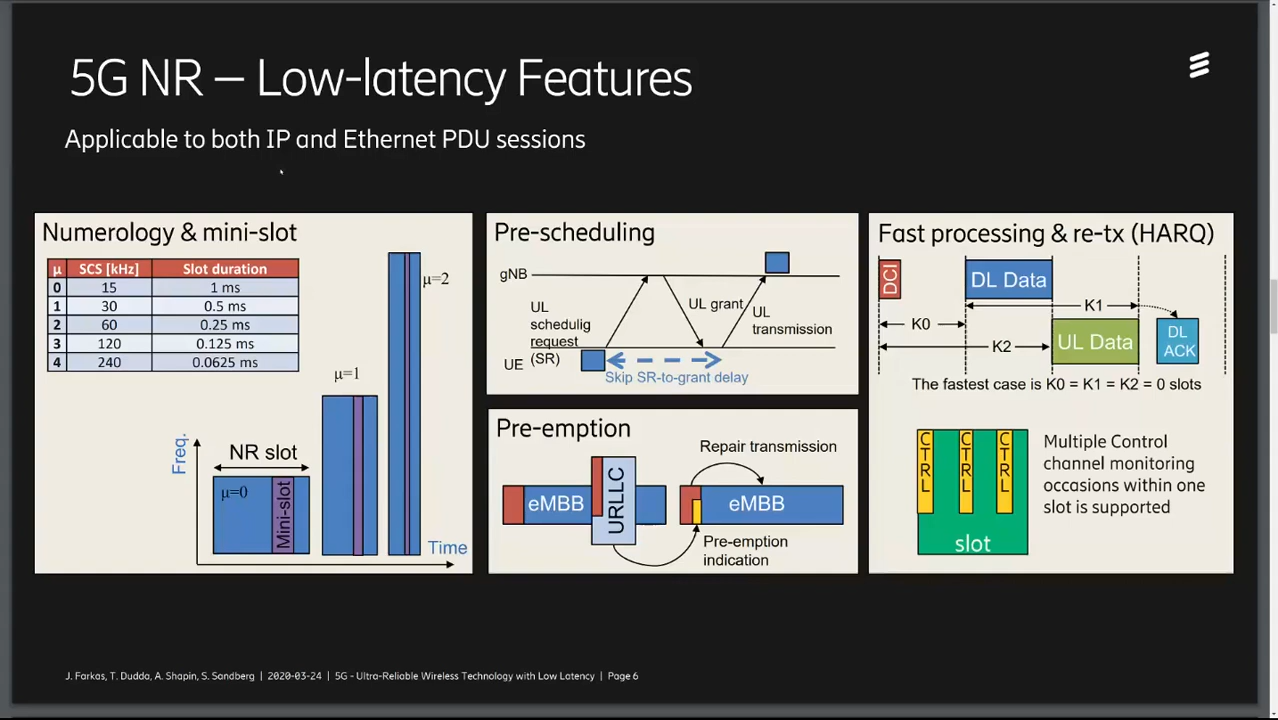 5G NR – Low-latency Features
Applicable to both IP and Ethernet PDU sessions
Numerology & mini-slot
μ SCS [kHz] Slot duration
0 15 1 ms
1 30 0.5 ms
2 60 0.25 ms
3 120 0.125 ms
4 240 0.0625 ms
μ=2
μ=1
NR slot
Freq.
μ=0
Mini-slot
Time
Pre-scheduling
gNB
UL
schedulig
request
(SR)
UL grant
UL
transmission
UE
Skip SR-to-grant delay
Pre-emption
Repair transmission
eMBB
URLLC
eMBB
Pre-emption
indication
Fast processing & re-tx (HARQ)
DCI
DL Data
K1
K0
K2
UL Data
DL
ACK
The fastest case is K0 = K1 = K2 = 0 slots
CTRL
CTRL
CTRL
slot
Multiple Control
channel monitoring
occasions within one
slot is supported
J. Farkas, T. Dudda, A. Shapin, S. Sandberg | 2020-03-24 | 5G - Ultra-Reliable Wireless Technology with Low Latency | Page 6